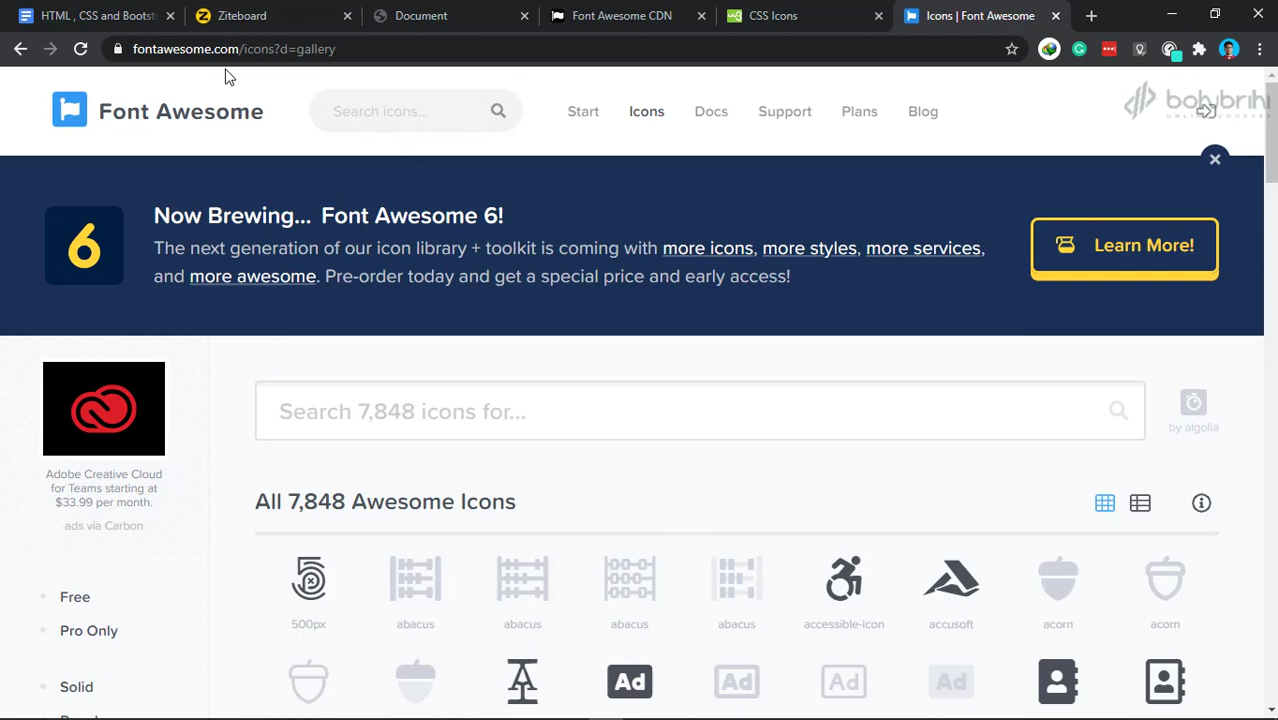 HTML , CSS and Bootst
Ziteboard
Document
Font Awesome CDN
CSS Icons
Icons | Font Awesome
fontawesome.com/icons?d=gallery
Font Awesome
Search icons...
Start
Icons
Docs
Support
Plans
Blog
bohubrihi
6
Now Brewing... Font Awesome 6!
The next generation of our icon library + toolkit is coming with more icons, more styles, more services,
and more awesome. Pre-order today and get a special price and early access!
Learn More!
Adobe Creative Cloud
for Teams starting at
$33.99 per month.
ads via Carbon
Search 7,848 icons for...
by algolia
All 7,848 Awesome Icons
500px
abacus
abacus
abacus
abacus
accessible-icon
accusoft
acorn
acorn
Free
Pro Only
Ad
Ad
Ad
Ad
Solid